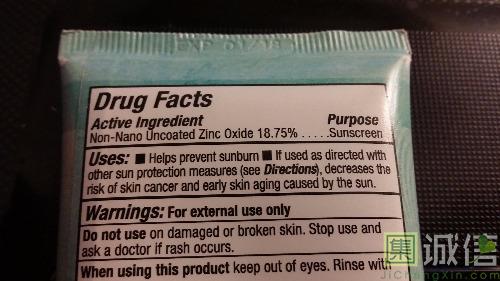 EXP 01/18
Drug Facts
Active Ingredient Purpose
Non-Nano Uncoated Zinc Oxide 18.75% . . . . . Sunscreen
Uses: ■ Helps prevent sunburn ■ If used as directed with
other sun protection measures (see Directions), decreases the
risk of skin cancer and early skin aging caused by the sun.
Warnings: For external use only
Do not use on damaged or broken skin. Stop use and
ask a doctor if rash occurs.
When using this product keep out of eyes. Rinse with
集诚信
Jichengxin.com